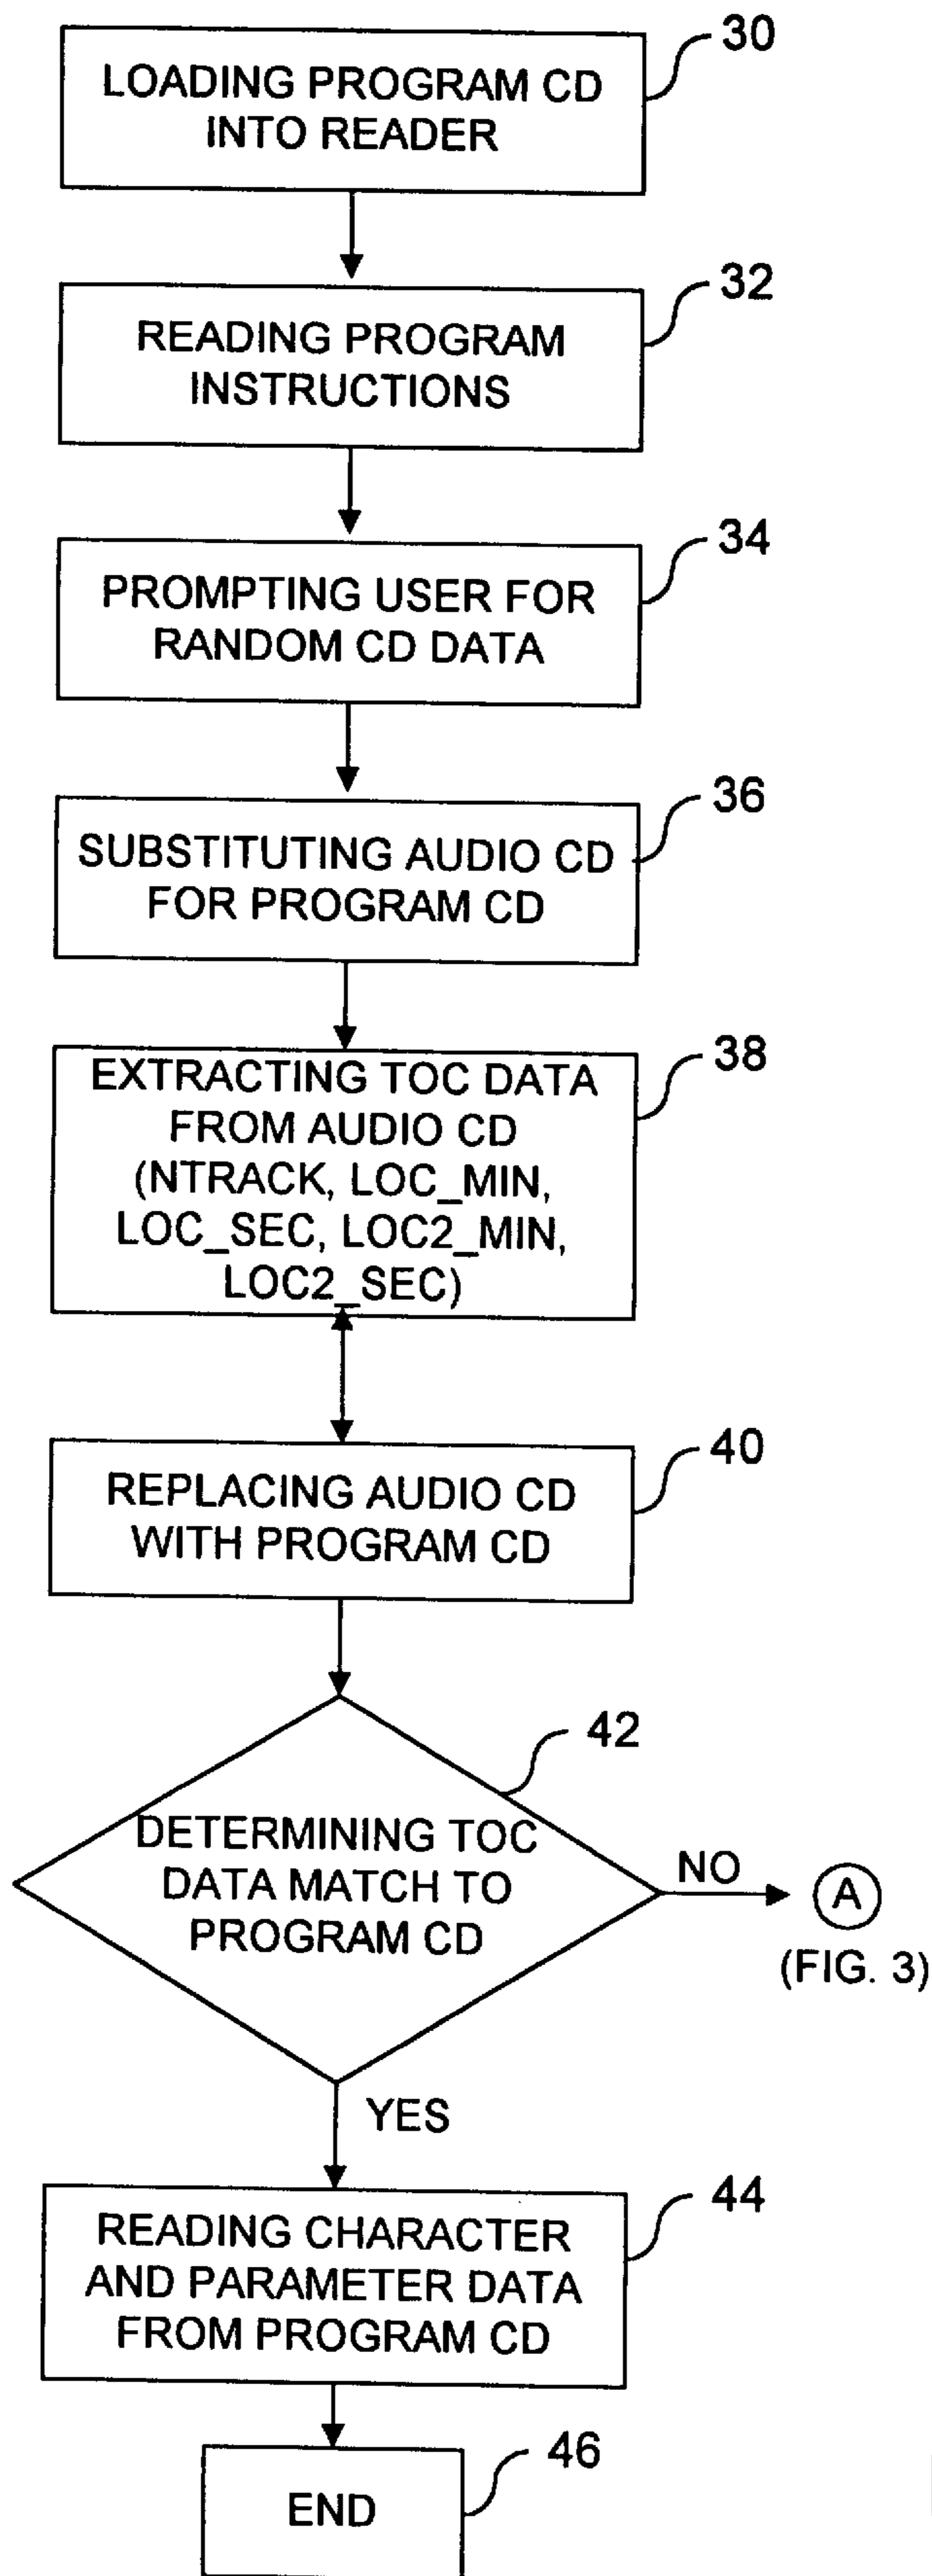 30
LOADING PROGRAM CD
INTO READER
32
READING PROGRAM
INSTRUCTIONS
34
PROMPTING USER FOR
RANDOM CD DATA
36
SUBSTITUTING AUDIO CD
FOR PROGRAM CD
38
EXTRACTING TOC DATA
FROM AUDIO CD
(NTRACK, LOC_MIN,
LOC_SEC, LOC2_MIN,
LOC2_SEC)
40
REPLACING AUDIO CD
WITH PROGRAM CD
42
DETERMINING TOC
DATA MATCH TO
PROGRAM CD
NO
A
(FIG. 3)
YES
44
READING CHARACTER
AND PARAMETER DATA
FROM PROGRAM CD
46
END